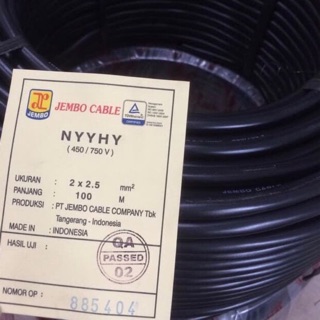 JEMBO
JEMBO CABLE
NYYHY
( 450 / 750 V )
UKURAN : 2 x 2.5 mm²
PANJANG : 100 M
PRODUKSI : PT JEMBO CABLE COMPANY Tbk
Tangerang - Indonesia
MADE IN : INDONESIA
HASIL UJI :
QA
PASSED
02
NOMOR OP : 885404